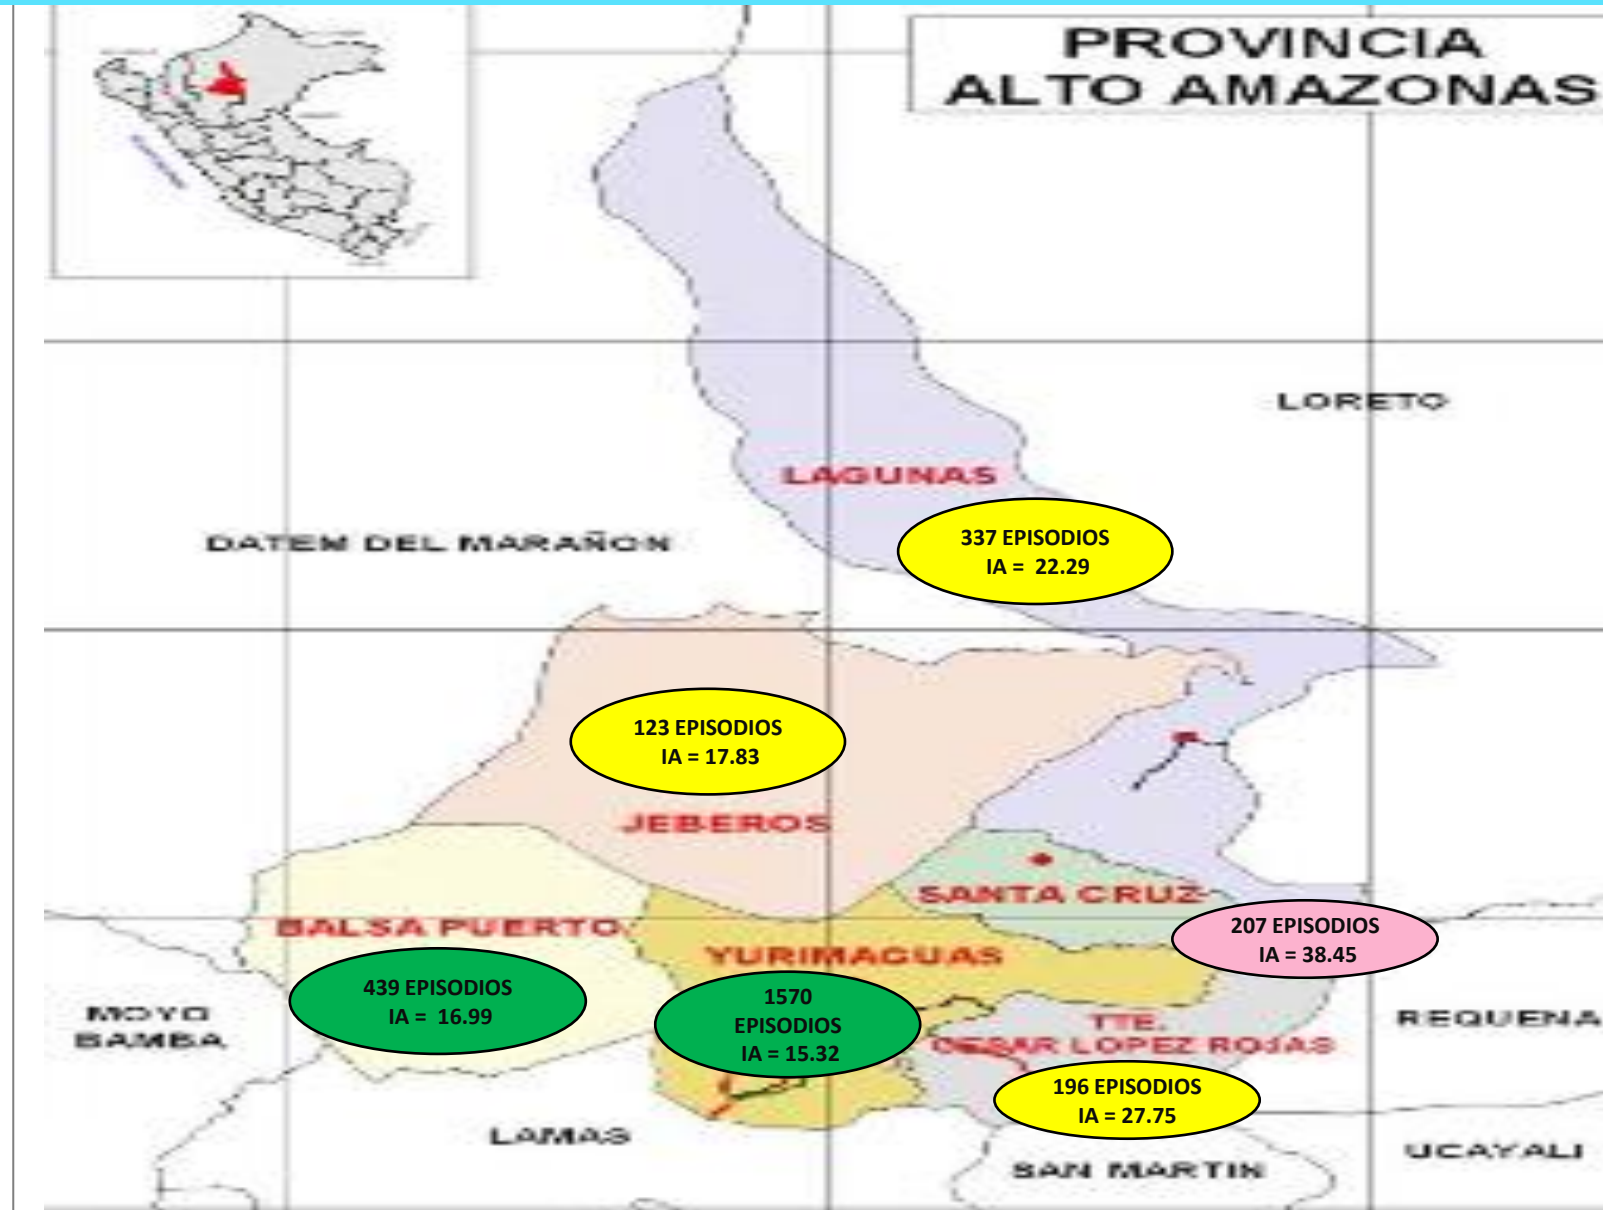 PROVINCIA
ALTO AMAZONAS
LORETO
LAGUNAS
337 EPISODIOS
IA = 22.29
DATEM DEL MARAÑON
123 EPISODIOS
IA = 17.83
JEBEROS
SANTA CRUZ
207 EPISODIOS
IA = 38.45
BALSA PUERTO
YURIMAGUAS
439 EPISODIOS
IA = 16.99
1570
EPISODIOS
IA = 15.32
MOYO
BAMBA
TTE.
CESAR LOPEZ ROJAS
REQUENA
196 EPISODIOS
IA = 27.75
LAMAS
SAN MARTIN
UCAYALI